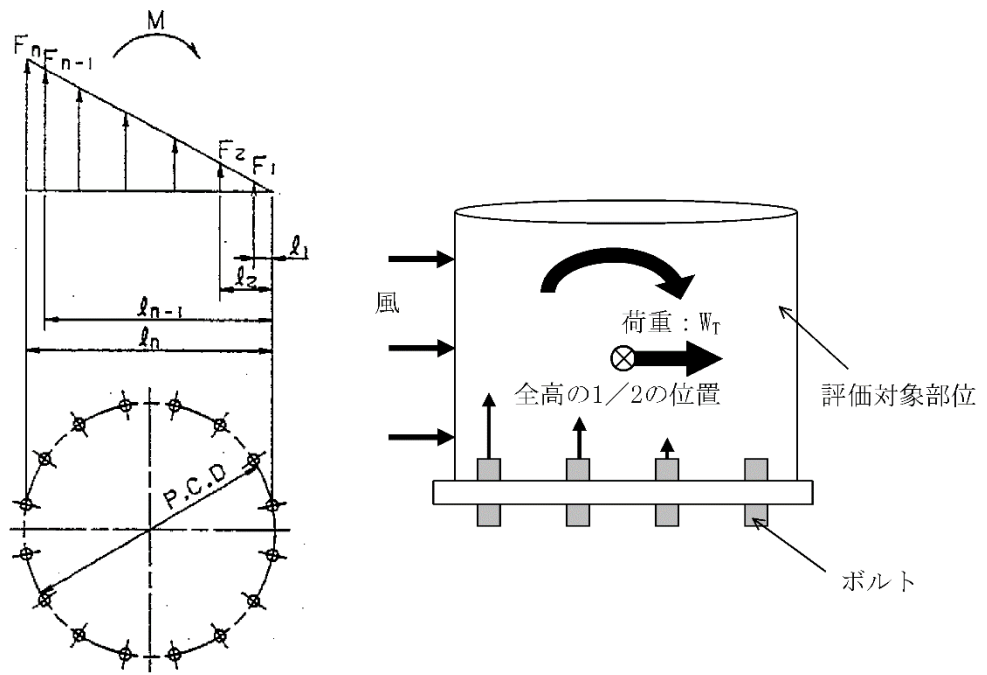 M
Fn
Fn-1
F2
F1
ℓ1
ℓ2
ℓn-1
ℓn
P.C.D
風
荷重：WT
全高の1／2の位置
評価対象部位
ボルト